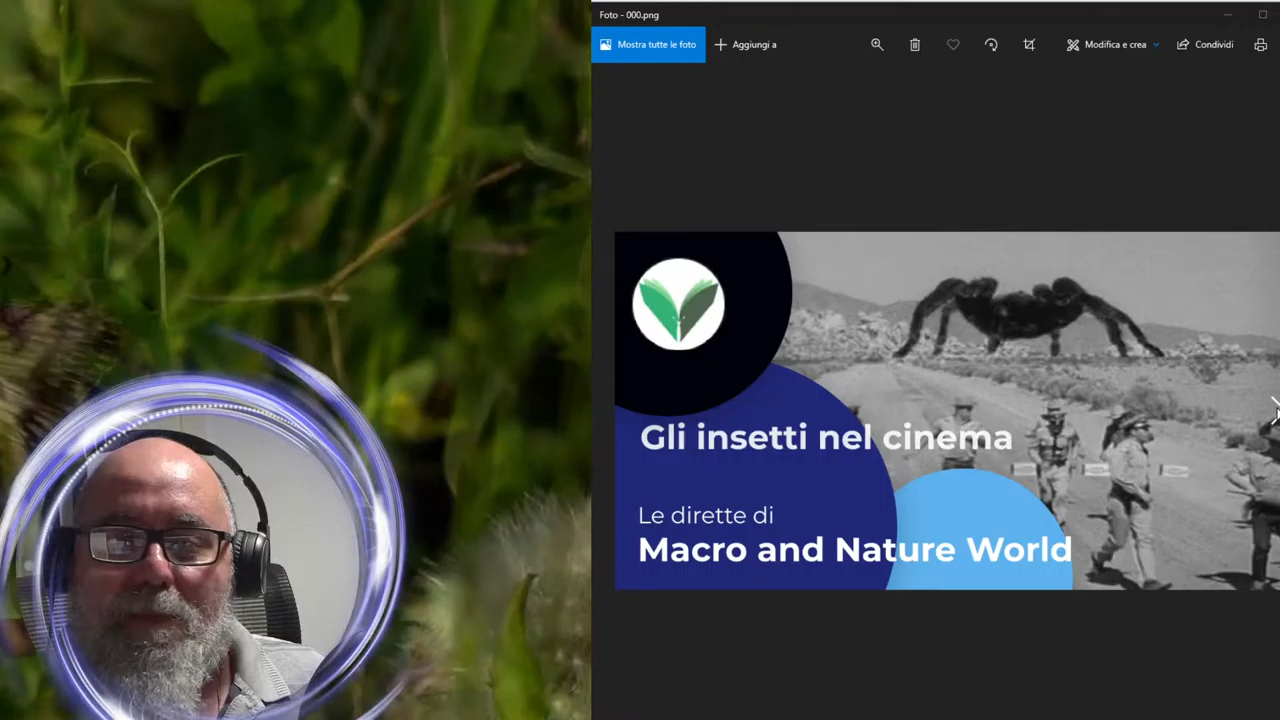 Foto - 000.png
Mostra tutte le foto
Aggiungi a
Modifica e crea
Condividi
Gli insetti nel cinema
Le dirette di
Macro and Nature World